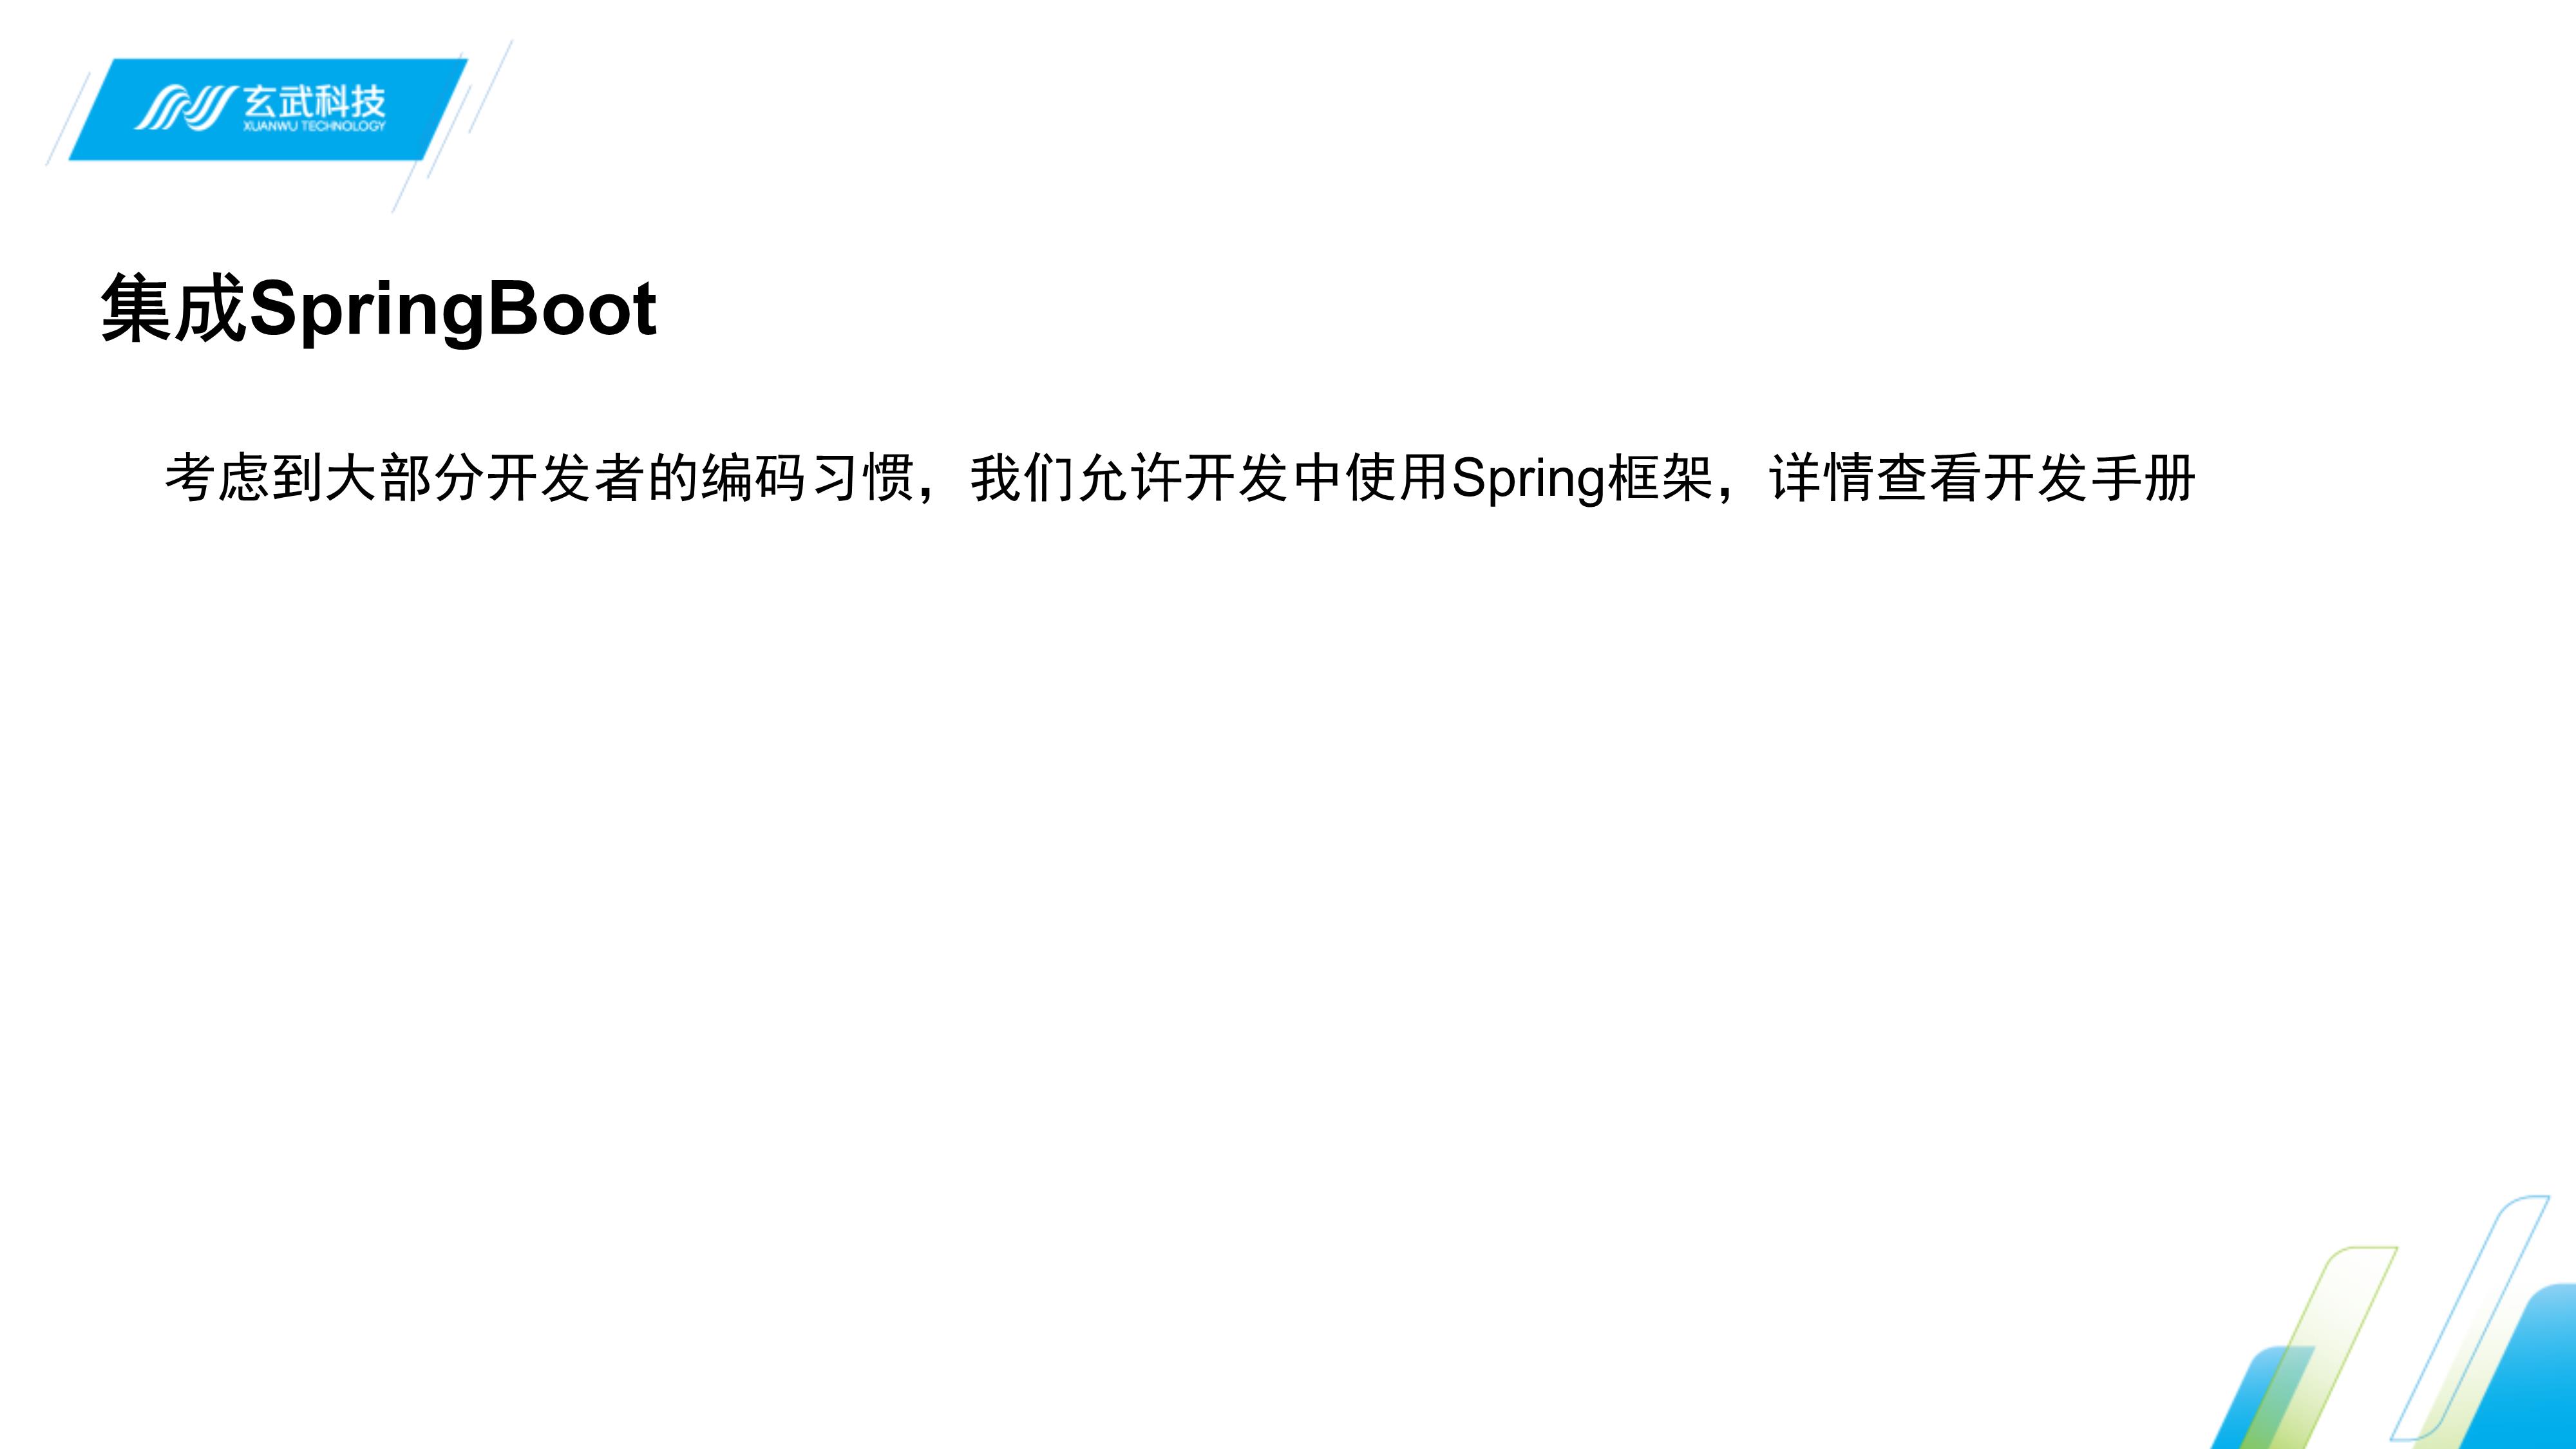 玄武科技
XUANWU TECHNOLOGY
集成SpringBoot
考虑到大部分开发者的编码习惯，我们允许开发中使用Spring框架，详情查看开发手册